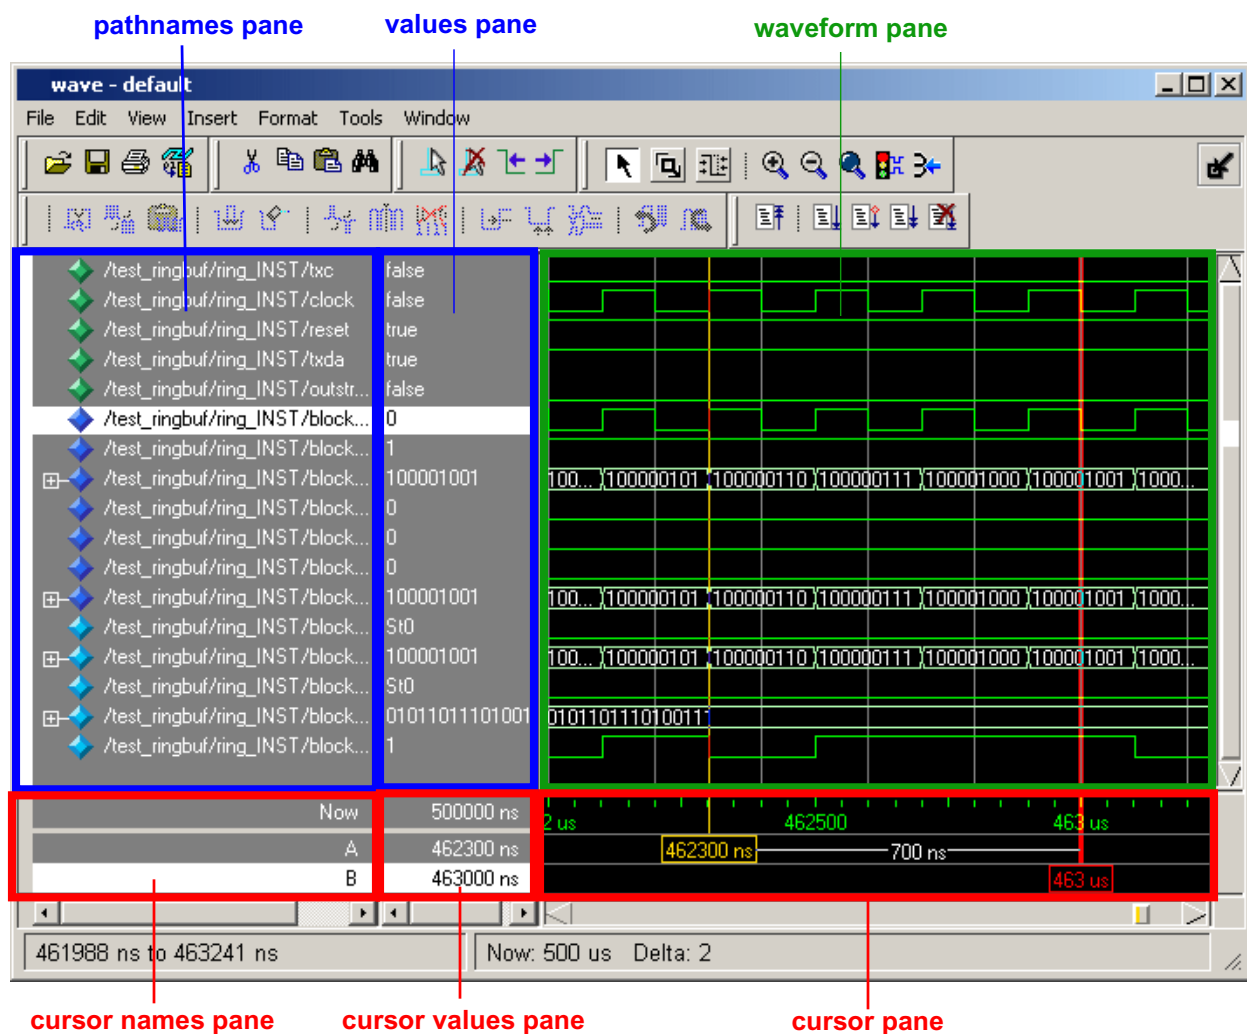 pathnames pane values pane waveform pane
wave - default
File Edit View Insert Format Tools Window
/test_ringbuf/ring_INST/txc false
/test_ringbuf/ring_INST/clock false
/test_ringbuf/ring_INST/reset true
/test_ringbuf/ring_INST/txda true
/test_ringbuf/ring_INST/outstr... false
/test_ringbuf/ring_INST/block... 0
/test_ringbuf/ring_INST/block... 1
/test_ringbuf/ring_INST/block... 100001001 100... 100000101 100000110 100000111 100001000 100001001 1000...
/test_ringbuf/ring_INST/block... 0
/test_ringbuf/ring_INST/block... 0
/test_ringbuf/ring_INST/block... 0
/test_ringbuf/ring_INST/block... 100001001 100... 100000101 100000110 100000111 100001000 100001001 1000...
/test_ringbuf/ring_INST/block... St0
/test_ringbuf/ring_INST/block... 100001001 100... 100000101 100000110 100000111 100001000 100001001 1000...
/test_ringbuf/ring_INST/block... St0
/test_ringbuf/ring_INST/block... 01011011101001 010110111010011
/test_ringbuf/ring_INST/block... 1
Now 500000 ns 2 us 462500 463 us
A 462300 ns 462300 ns 700 ns
B 463000 ns 463 us
461988 ns to 463241 ns Now: 500 us Delta: 2
cursor names pane cursor values pane cursor pane